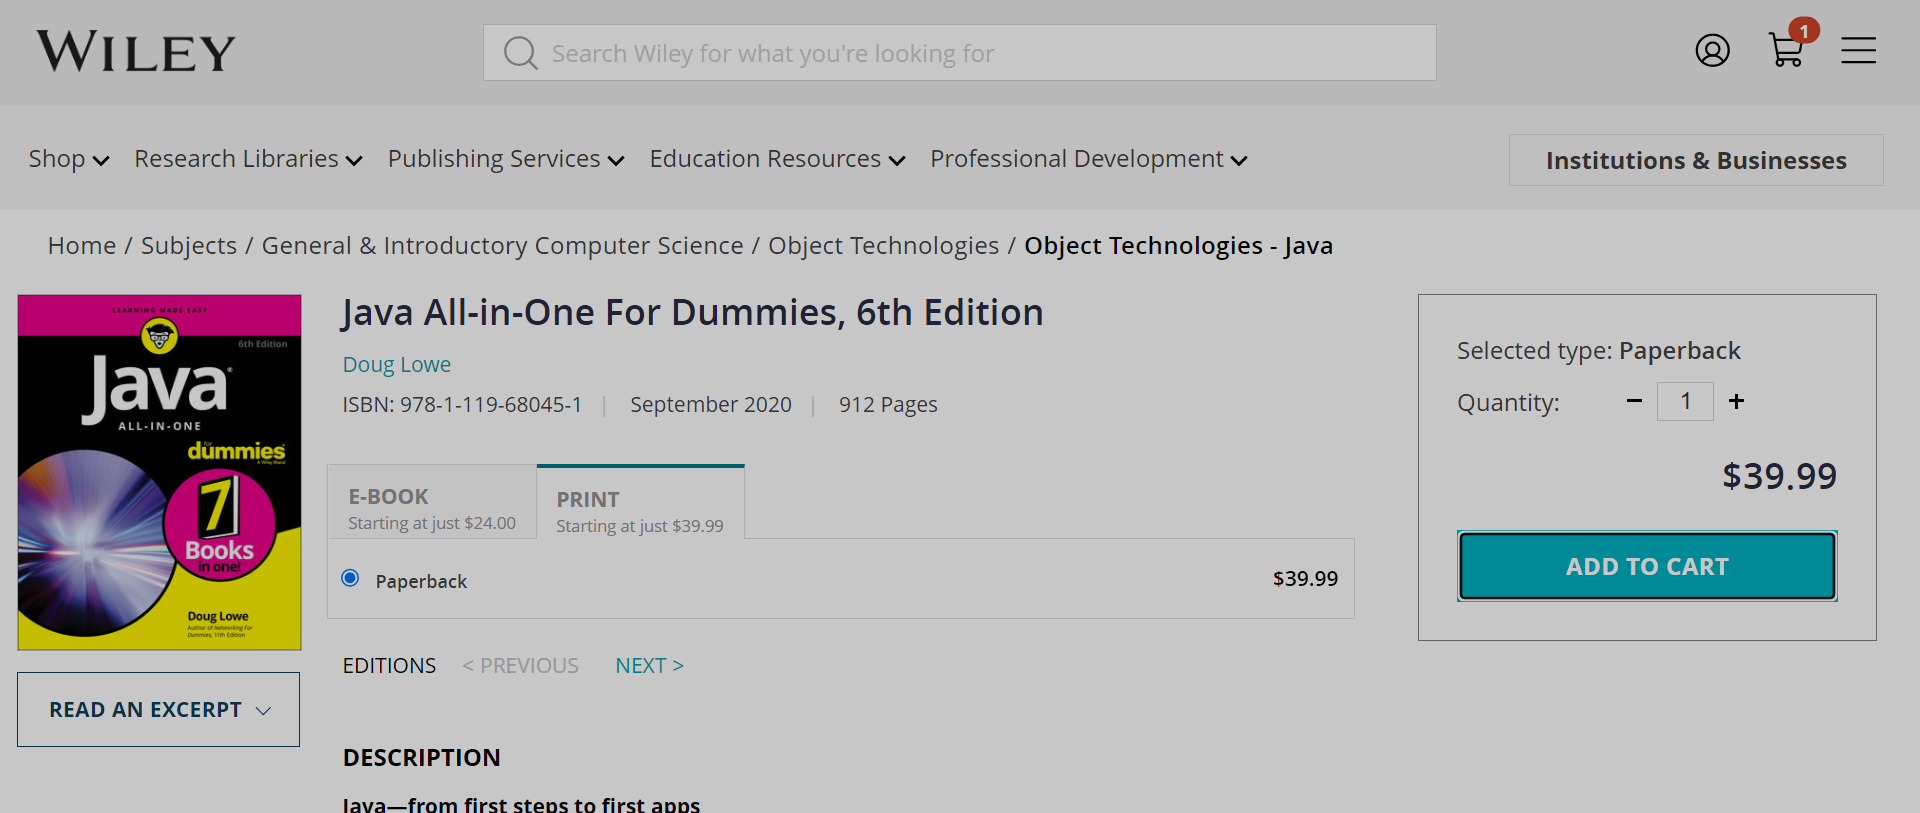 WILEY
Search Wiley for what you're looking for
1
Shop
Research Libraries
Publishing Services
Education Resources
Professional Development
Institutions & Businesses
Home / Subjects / General & Introductory Computer Science / Object Technologies / Object Technologies - Java
LEARNING MADE EASY
6th Edition
Java®
ALL-IN-ONE
for
dummies®
A Wiley Brand
7
Books
in one!
Doug Lowe
Author of Networking For
Dummies, 11th Edition
READ AN EXCERPT
Java All-in-One For Dummies, 6th Edition
Doug Lowe
ISBN: 978-1-119-68045-1 | September 2020 | 912 Pages
E-BOOK
Starting at just $24.00
PRINT
Starting at just $39.99
Paperback $39.99
EDITIONS < PREVIOUS NEXT >
DESCRIPTION
Java—from first steps to first apps
Selected type: Paperback
Quantity: − 1 +
$39.99
ADD TO CART